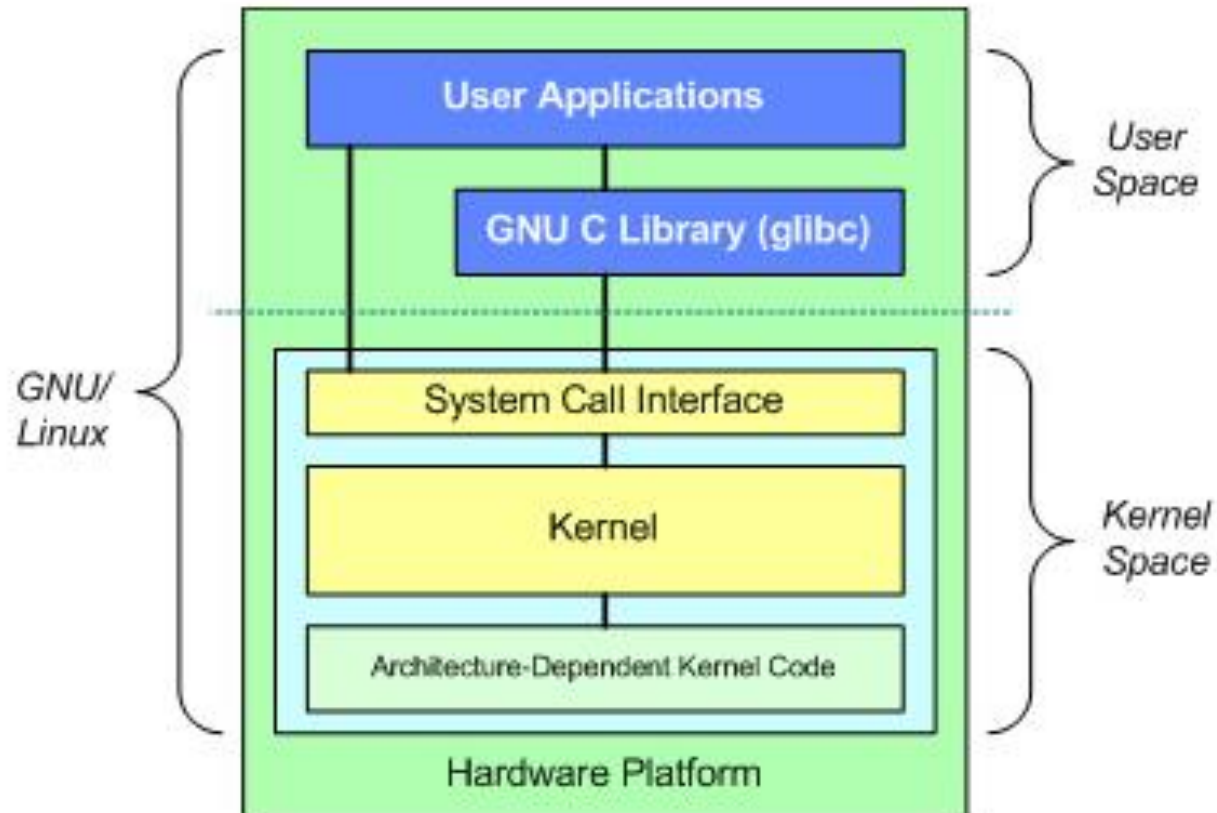 User Applications
User
Space
GNU C Library (glibc)
GNU/
Linux
System Call Interface
Kernel
Kernel
Space
Architecture-Dependent Kernel Code
Hardware Platform